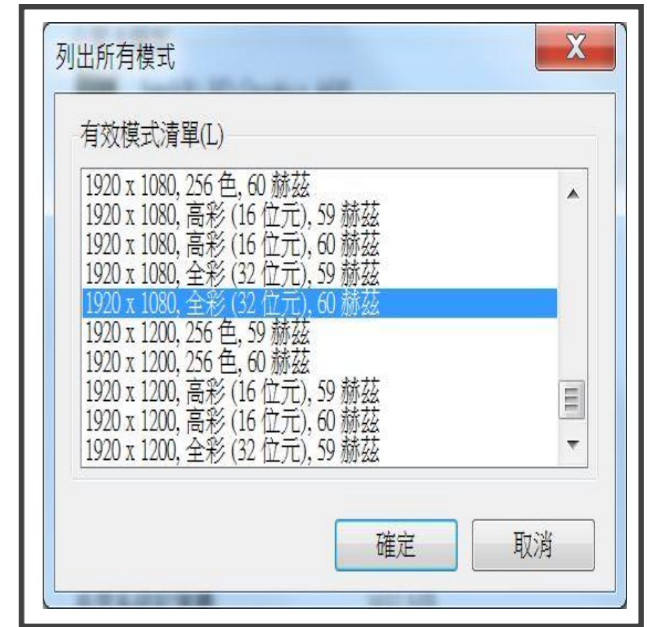 列出所有模式
X
有效模式清單(L)
1920 x 1080, 256 色, 60 赫茲
1920 x 1080, 高彩 (16 位元), 59 赫茲
1920 x 1080, 高彩 (16 位元), 60 赫茲
1920 x 1080, 全彩 (32 位元), 59 赫茲
1920 x 1080, 全彩 (32 位元), 60 赫茲
1920 x 1200, 256 色, 59 赫茲
1920 x 1200, 256 色, 60 赫茲
1920 x 1200, 高彩 (16 位元), 59 赫茲
1920 x 1200, 高彩 (16 位元), 60 赫茲
1920 x 1200, 全彩 (32 位元), 59 赫茲
確定
取消